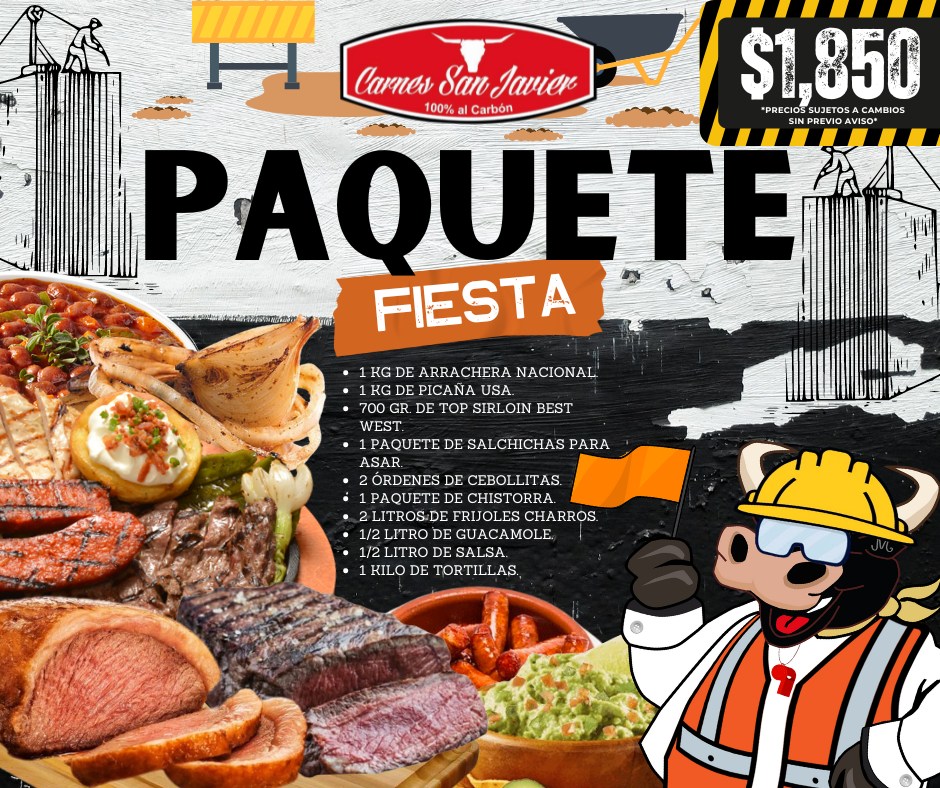 Carnes San Javier
100% al Carbón
$1,850
*PRECIOS SUJETOS A CAMBIOS
SIN PREVIO AVISO*
PAQUETE
FIESTA
• 1 KG DE ARRACHERA NACIONAL.
• 1 KG DE PICAÑA USA.
• 700 GR. DE TOP SIRLOIN BEST
WEST.
• 1 PAQUETE DE SALCHICHAS PARA
ASAR.
• 2 ÓRDENES DE CEBOLLITAS.
• 1 PAQUETE DE CHISTORRA.
• 2 LITROS DE FRIJOLES CHARROS.
• 1/2 LITRO DE GUACAMOLE.
• 1/2 LITRO DE SALSA.
• 1 KILO DE TORTILLAS.